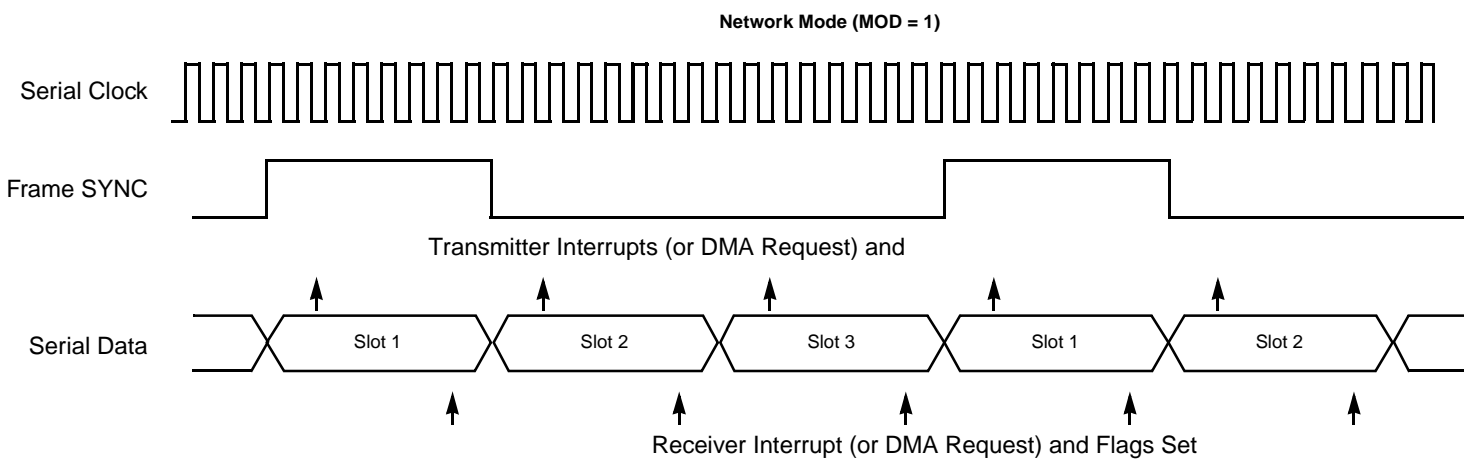 Network Mode (MOD = 1)
Serial Clock
Frame SYNC
Transmitter Interrupts (or DMA Request) and
Serial Data
Slot 1
Slot 2
Slot 3
Slot 1
Slot 2
Receiver Interrupt (or DMA Request) and Flags Set